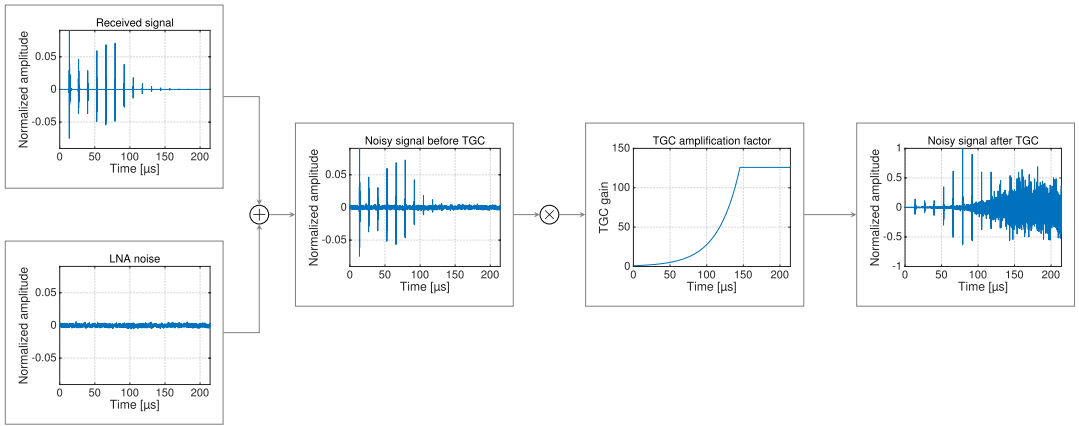 Received signal
Normalized amplitude
0.05
0
-0.05
0 50 100 150 200
Time [µs]
LNA noise
Normalized amplitude
0.05
0
-0.05
0 50 100 150 200
Time [µs]
Noisy signal before TGC
Normalized amplitude
0.05
0
-0.05
0 50 100 150 200
Time [µs]
TGC amplification factor
TGC gain
150
100
50
0
0 50 100 150 200
Time [µs]
Noisy signal after TGC
Normalized amplitude
1
0.5
0
-0.5
-1
0 50 100 150 200
Time [µs]